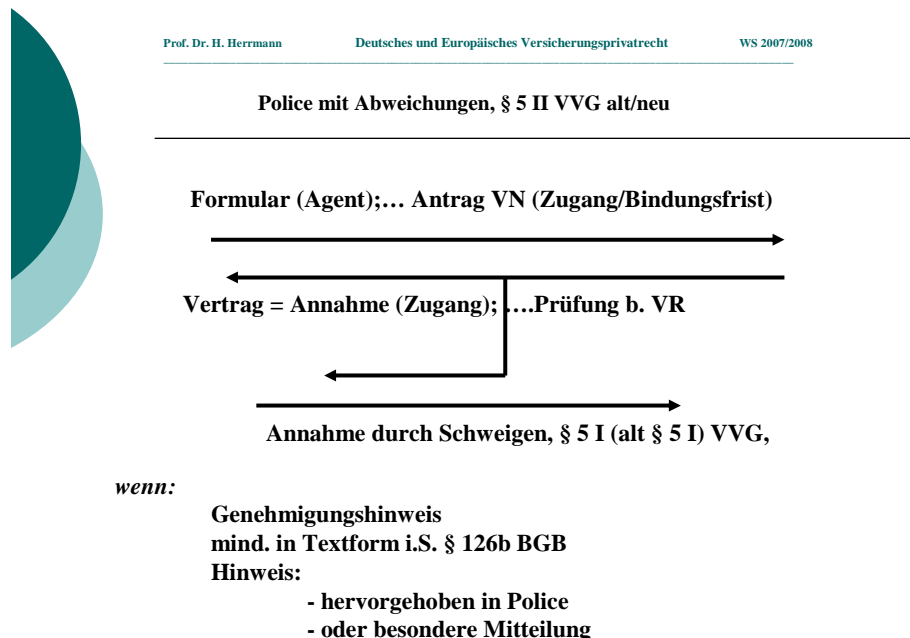 Prof. Dr. H. Herrmann Deutsches und Europäisches Versicherungsprivatrecht WS 2007/2008
Police mit Abweichungen, § 5 II VVG alt/neu
Formular (Agent);… Antrag VN (Zugang/Bindungsfrist)
Vertrag = Annahme (Zugang); ….Prüfung b. VR
Annahme durch Schweigen, § 5 I (alt § 5 I) VVG,
wenn:
Genehmigungshinweis
mind. in Textform i.S. § 126b BGB
Hinweis:
- hervorgehoben in Police
- oder besondere Mitteilung